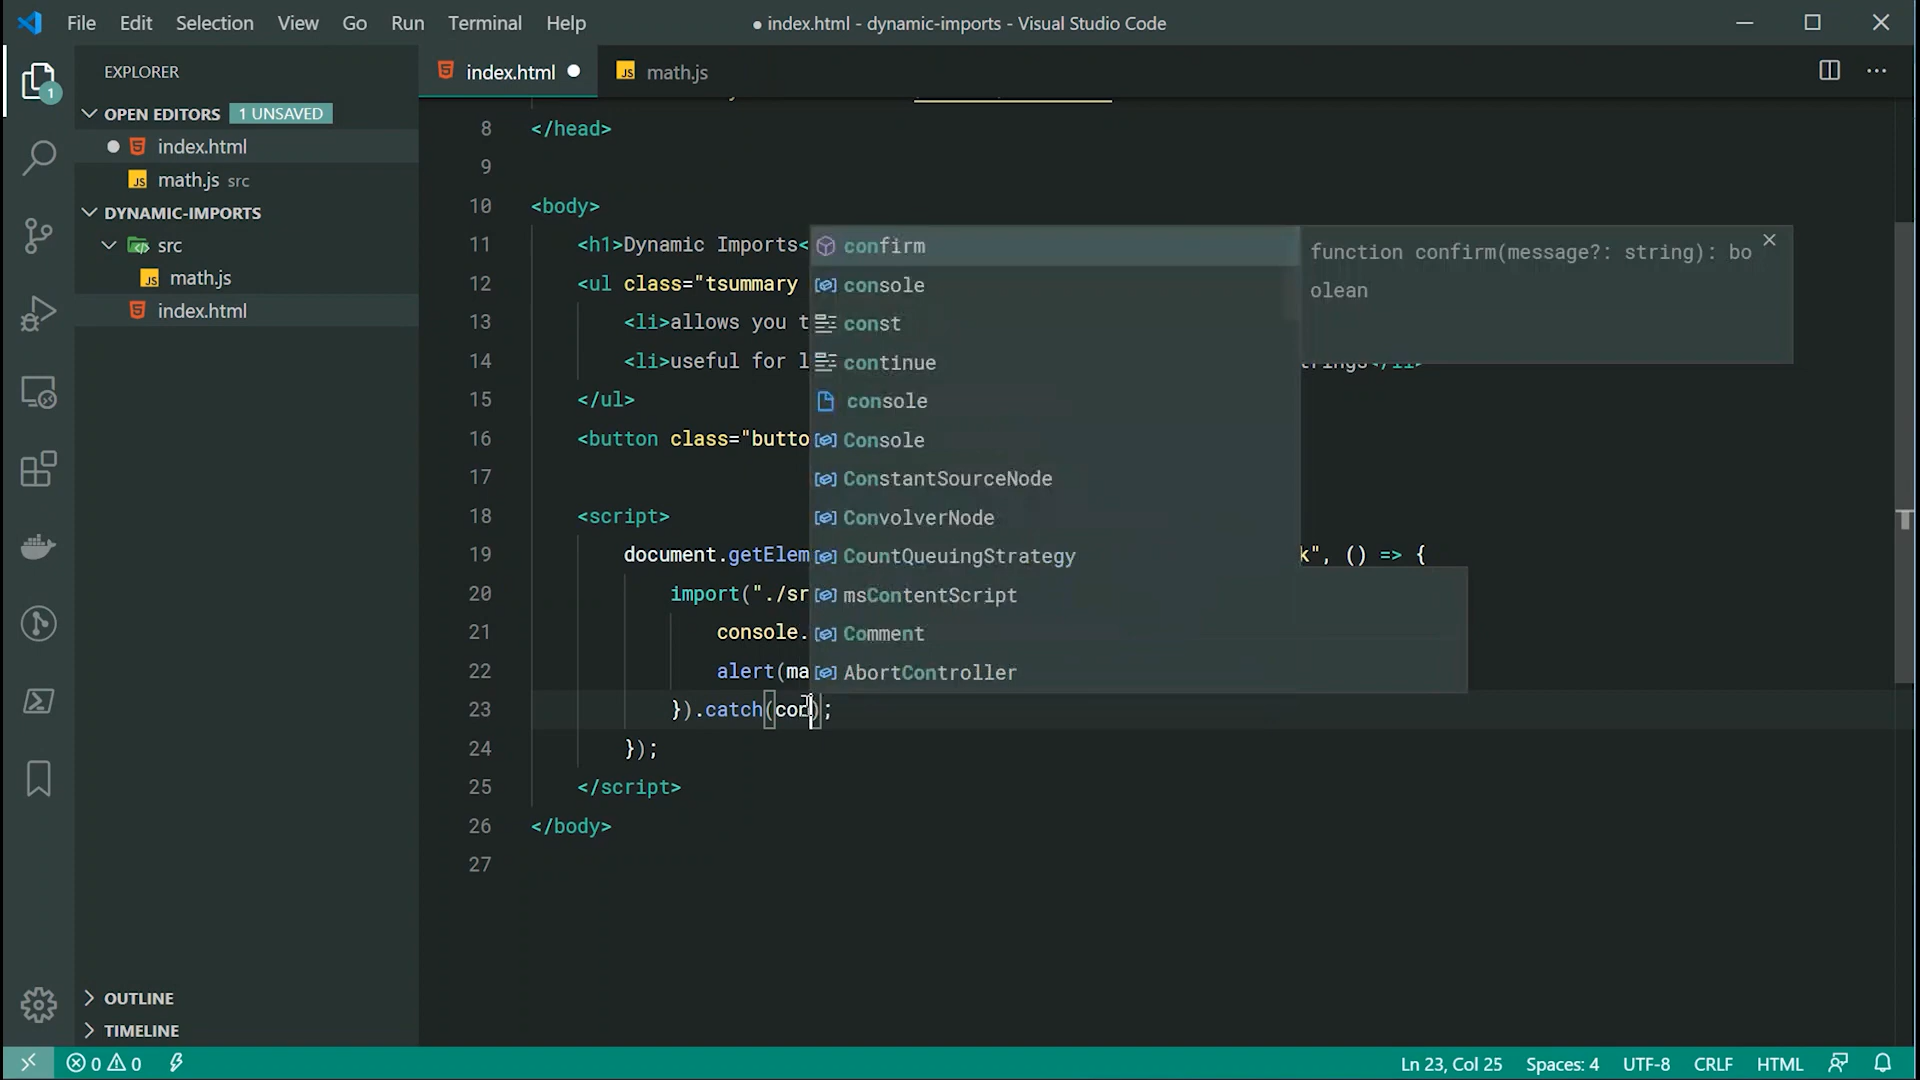 File Edit Selection View Go Run Terminal Help
● index.html - dynamic-imports - Visual Studio Code
EXPLORER
1
OPEN EDITORS 1 UNSAVED
index.html
JS math.js src
DYNAMIC-IMPORTS
src
JS math.js
index.html
OUTLINE
TIMELINE
index.html
JS math.js
8 </head>
9
10 <body>
11 <h1>Dynamic Imports<
12 <ul class="tsummary
13 <li>allows you t
14 <li>useful for l
15 </ul>
16 <button class="butto
17
18 <script>
19 document.getElem k", () => {
20 import("./sr
21 console.
22 alert(ma
23 }).catch(con);
24 });
25 </script>
26 </body>
27
confirm
console
const
continue
console
Console
ConstantSourceNode
ConvolverNode
CountQueuingStrategy
msContentScript
Comment
AbortController
function confirm(message?: string): bo
olean
0 0
Ln 23, Col 25 Spaces: 4 UTF-8 CRLF HTML